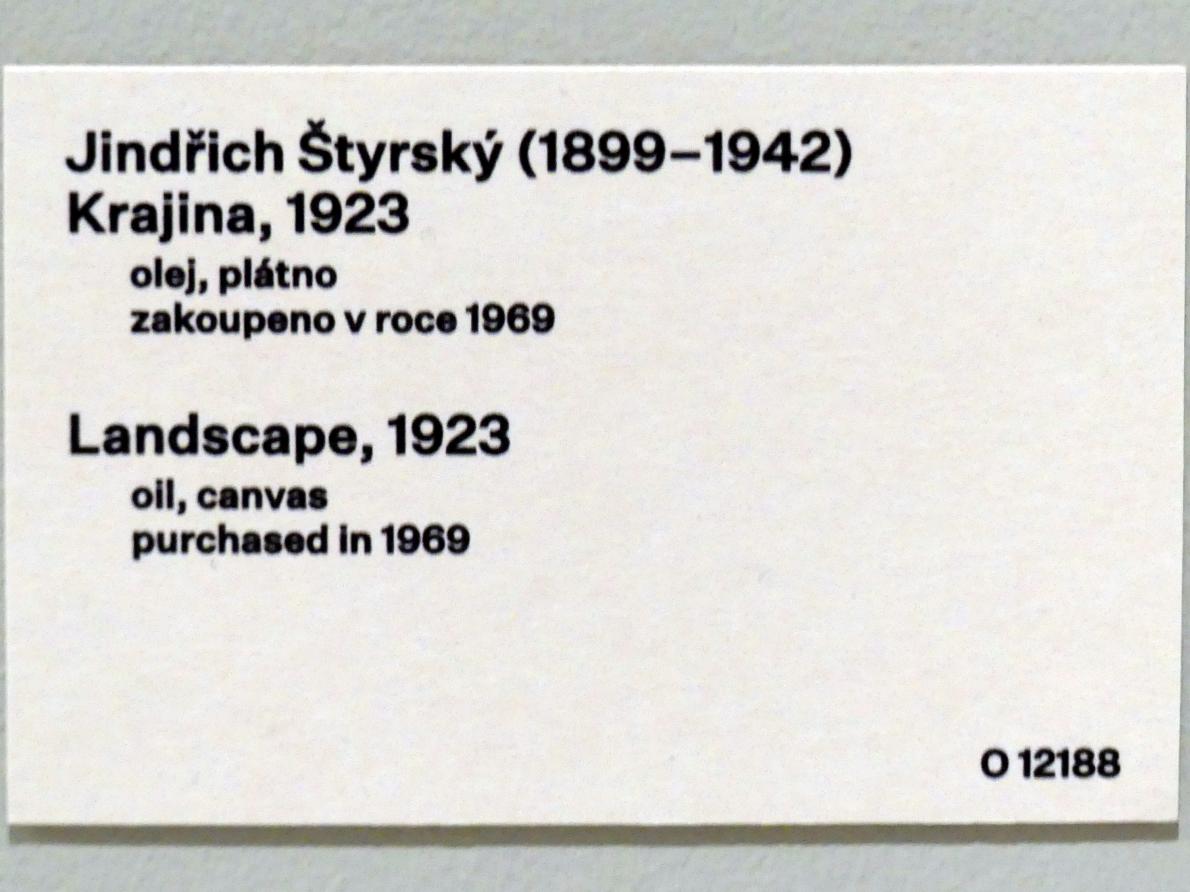 Jindřich Štyrský (1899–1942)
Krajina, 1923
olej, plátno
zakoupeno v roce 1969
Landscape, 1923
oil, canvas
purchased in 1969
O 12188